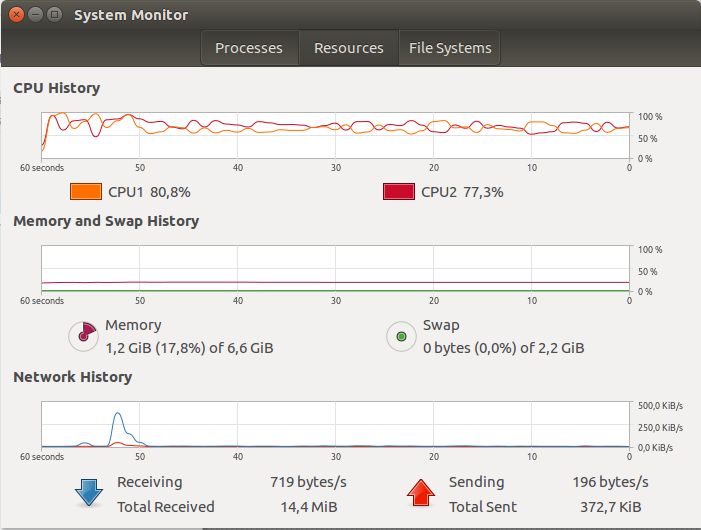 System Monitor
Processes Resources File Systems
CPU History
100 %
50 %
0 %
60 seconds 50 40 30 20 10 0
CPU1 80,8% CPU2 77,3%
Memory and Swap History
100 %
50 %
0 %
60 seconds 50 40 30 20 10 0
Memory Swap
1,2 GiB (17,8%) of 6,6 GiB 0 bytes (0,0%) of 2,2 GiB
Network History
500,0 KiB/s
250,0 KiB/s
0,0 KiB/s
60 seconds 50 40 30 20 10 0
Receiving 719 bytes/s Sending 196 bytes/s
Total Received 14,4 MiB Total Sent 372,7 KiB